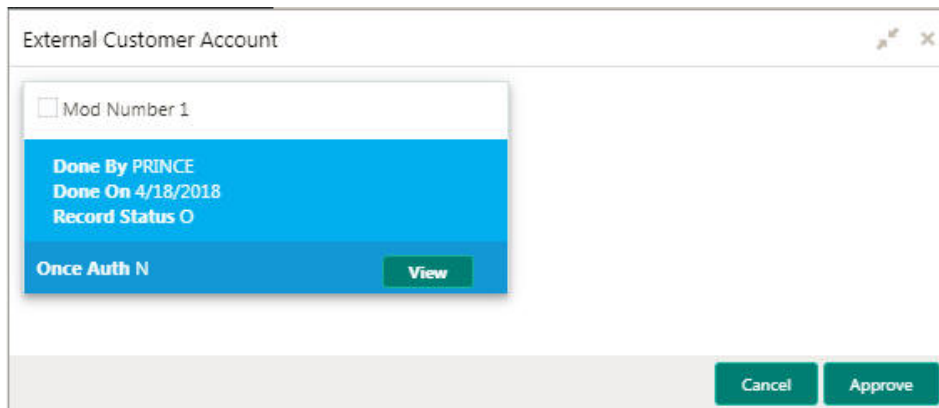 External Customer Account
Mod Number 1
Done By PRINCE
Done On 4/18/2018
Record Status O
Once Auth N
View
Cancel
Approve